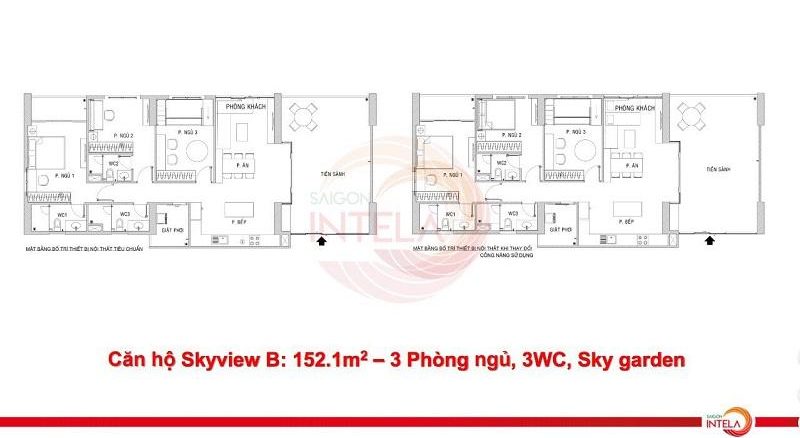 PHÒNG KHÁCH
P. NGỦ 2
P. NGỦ 3
WC2
P. ĂN
P. NGỦ 1
TIỀN SẢNH
WC1
WC3
P. BẾP
GIẶT PHƠI
MẶT BẰNG BỐ TRÍ THIẾT BỊ NỘI THẤT TIÊU CHUẨN
PHÒNG KHÁCH
P. NGỦ 2
P. NGỦ 3
WC2
P. ĂN
P. NGỦ 1
TIỀN SẢNH
WC1
WC3
P. BẾP
GIẶT PHƠI
MẶT BẰNG BỐ TRÍ THIẾT BỊ NỘI THẤT KHI THAY ĐỔI
CÔNG NĂNG SỬ DỤNG
SAIGON
INTELA
Căn hộ Skyview B: 152.1m² – 3 Phòng ngủ, 3WC, Sky garden
SAIGON
INTELA